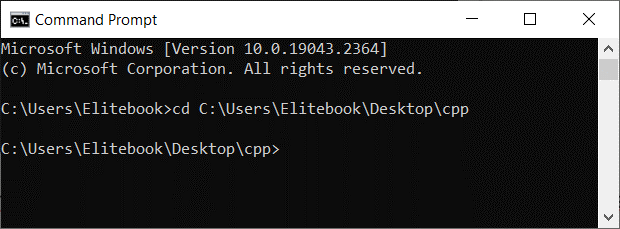 Command Prompt
Microsoft Windows [Version 10.0.19043.2364]
(c) Microsoft Corporation. All rights reserved.
C:\Users\Elitebook>cd C:\Users\Elitebook\Desktop\cpp
C:\Users\Elitebook\Desktop\cpp>